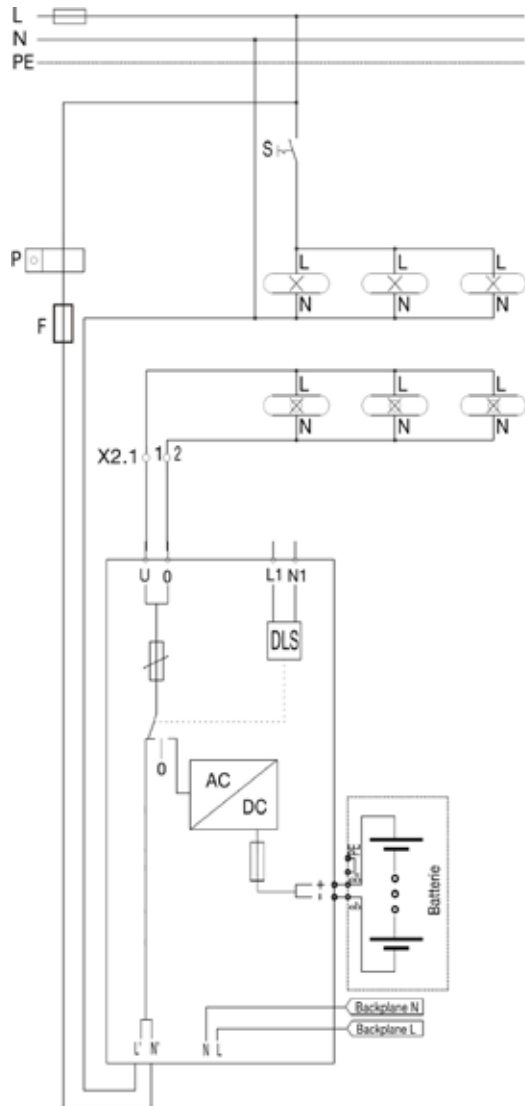 L
N
PE
S
P
L L L
N N N
F
L L L
N N N
X2.1 1 2
U 0 L1 N1
DLS
0
AC
DC
PE
B+
+
-
B-
Batterie
Backplane N
Backplane L
L' N' N L